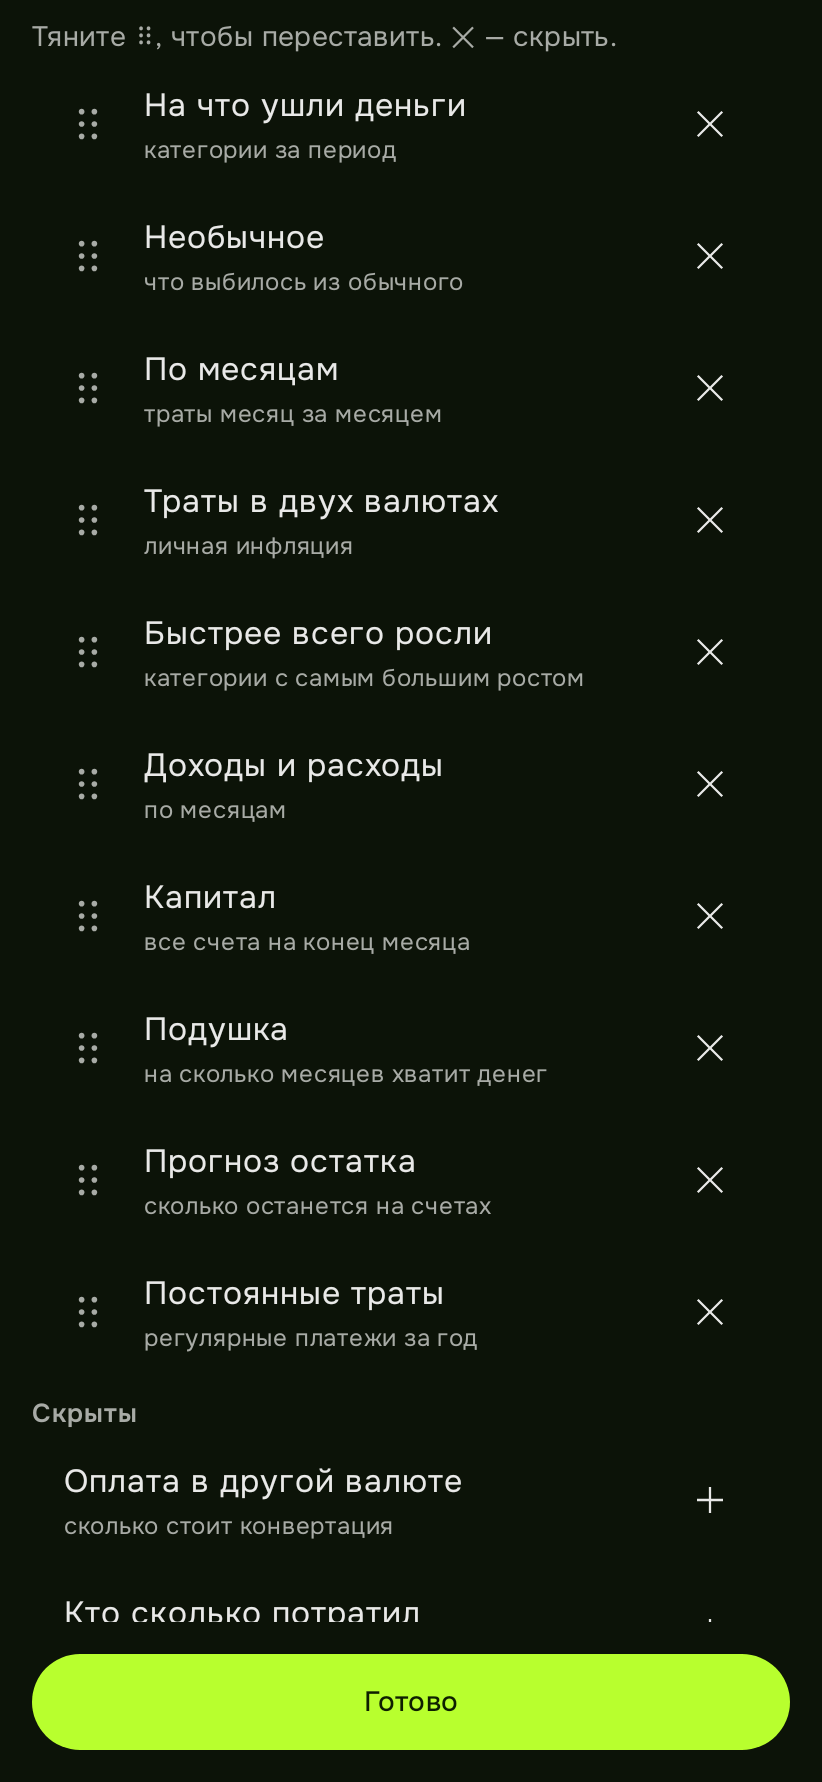 Тяните ⠿, чтобы переставить. ✕ – скрыть.
На что ушли деньги
категории за период
Необычное
что выбилось из обычного
По месяцам
траты месяц за месяцем
Траты в двух валютах
личная инфляция
Быстрее всего росли
категории с самым большим ростом
Доходы и расходы
по месяцам
Капитал
все счета на конец месяца
Подушка
на сколько месяцев хватит денег
Прогноз остатка
сколько останется на счетах
Постоянные траты
регулярные платежи за год
Скрыты
Оплата в другой валюте
сколько стоит конвертация
Кто сколько потратил
Готово